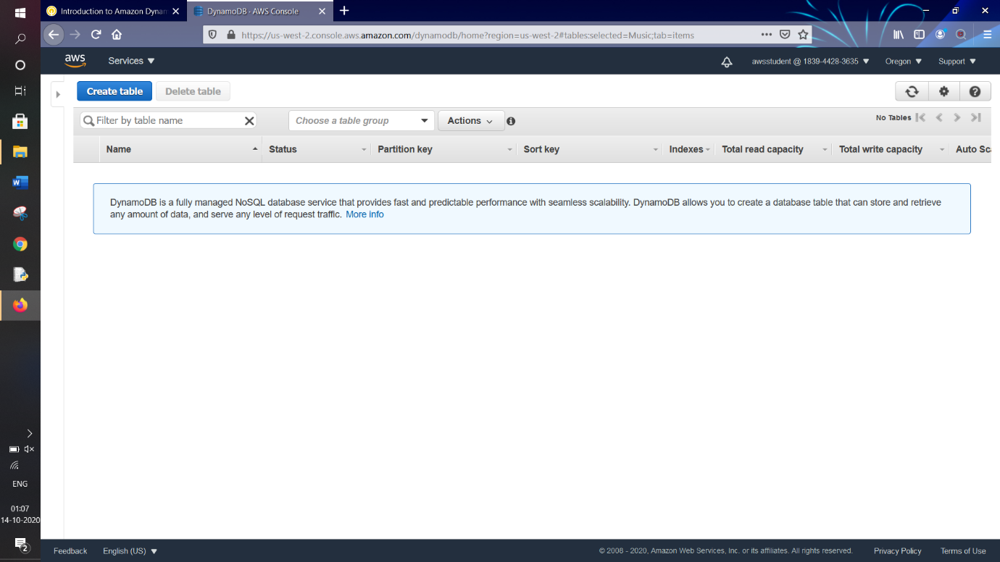 Introduction to Amazon Dynan
DynamoDB · AWS Console
https://us-west-2.console.aws.amazon.com/dynamodb/home?region=us-west-2#tables:selected=Music;tab=items
aws
Services
awsstudent @ 1839-4428-3635
Oregon
Support
Create table
Delete table
Filter by table name
Choose a table group
Actions
No Tables
Name
Status
Partition key
Sort key
Indexes
Total read capacity
Total write capacity
Auto Sca
DynamoDB is a fully managed NoSQL database service that provides fast and predictable performance with seamless scalability. DynamoDB allows you to create a database table that can store and retrieve
any amount of data, and serve any level of request traffic. More info
ENG
01:07
14-10-2020
2
Feedback
English (US)
© 2008 - 2020, Amazon Web Services, Inc. or its affiliates. All rights reserved.
Privacy Policy
Terms of Use